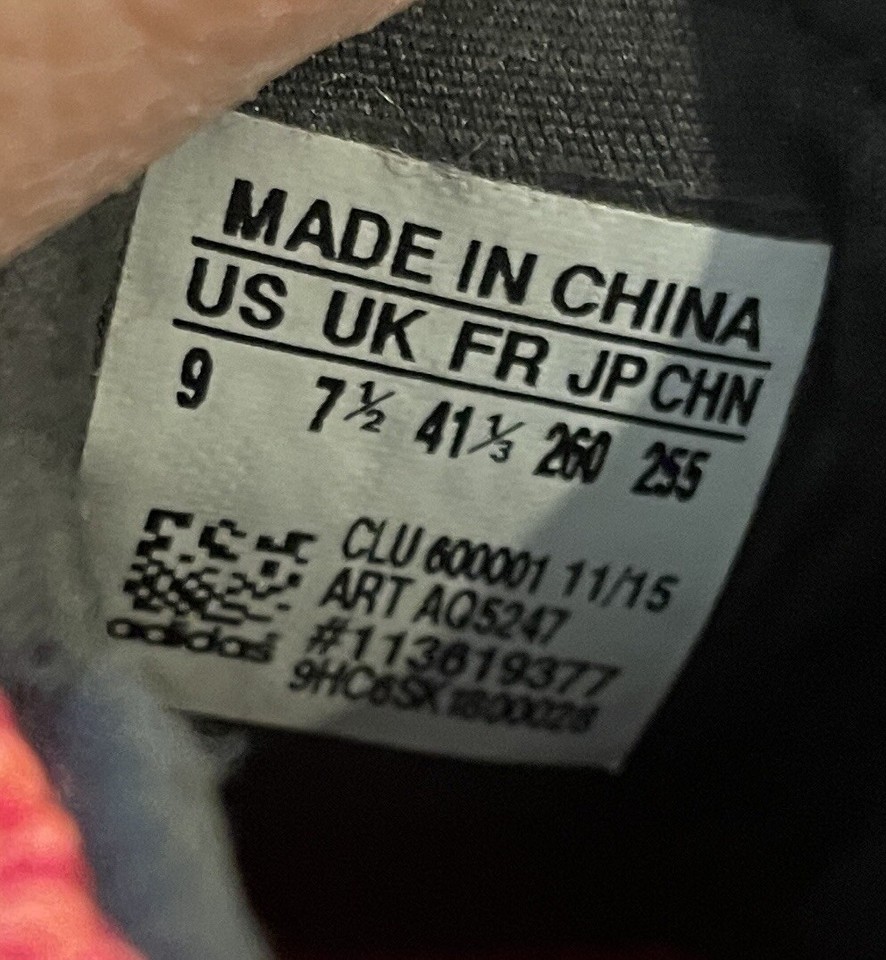 MADE IN CHINA
US UK FR JP CHN
9 7½ 41⅓ 260 255
CLU 600001 11/15
ART AQ5247
#113619377
adidas